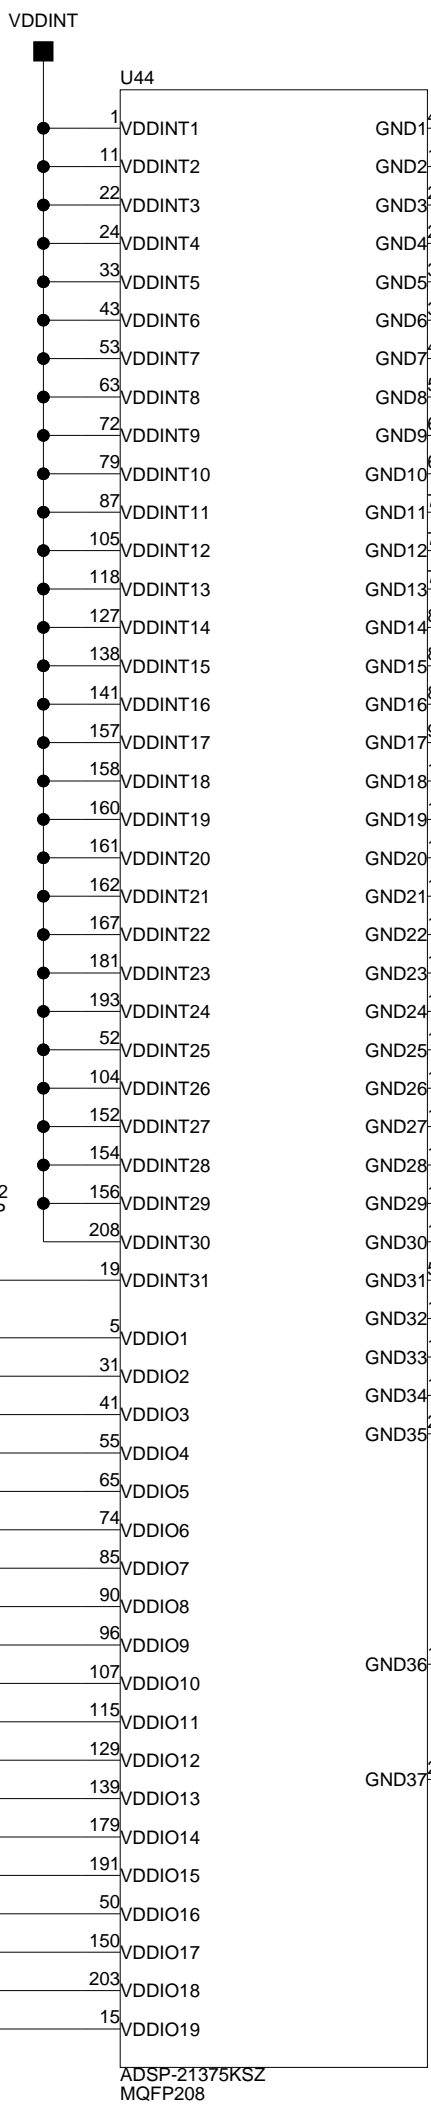 VDDINT
U44
1 VDDINT1 GND1
11 VDDINT2 GND2
22 VDDINT3 GND3
24 VDDINT4 GND4
33 VDDINT5 GND5
43 VDDINT6 GND6
53 VDDINT7 GND7
63 VDDINT8 GND8
72 VDDINT9 GND9
79 VDDINT10 GND10
87 VDDINT11 GND11
105 VDDINT12 GND12
118 VDDINT13 GND13
127 VDDINT14 GND14
138 VDDINT15 GND15
141 VDDINT16 GND16
157 VDDINT17 GND17
158 VDDINT18 GND18
160 VDDINT19 GND19
161 VDDINT20 GND20
162 VDDINT21 GND21
167 VDDINT22 GND22
181 VDDINT23 GND23
193 VDDINT24 GND24
52 VDDINT25 GND25
104 VDDINT26 GND26
152 VDDINT27 GND27
154 VDDINT28 GND28
156 VDDINT29 GND29
208 VDDINT30 GND30
19 VDDINT31 GND31
GND32
5 VDDIO1
GND33
31 VDDIO2
GND34
41 VDDIO3
GND35
55 VDDIO4
65 VDDIO5
74 VDDIO6
85 VDDIO7
90 VDDIO8
96 VDDIO9
GND36
107 VDDIO10
115 VDDIO11
129 VDDIO12
GND37
139 VDDIO13
179 VDDIO14
191 VDDIO15
50 VDDIO16
150 VDDIO17
203 VDDIO18
15 VDDIO19
ADSP-21375KSZ
MQFP208